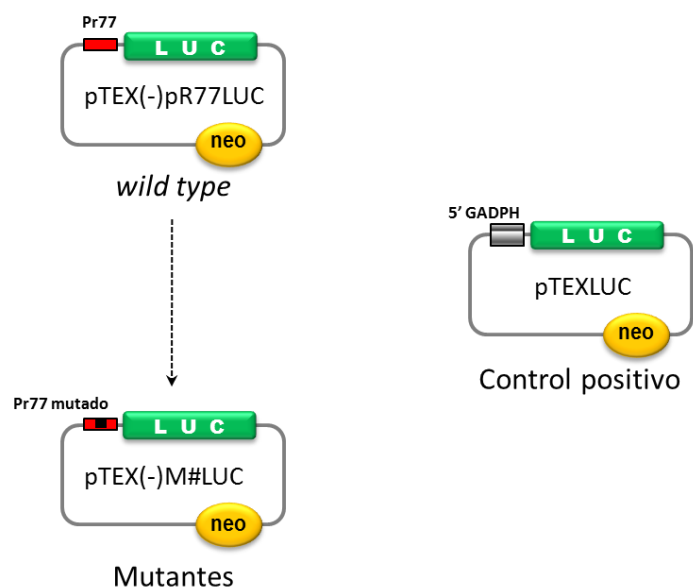 Pr77
L U C
pTEX(-)pR77LUC
neo
wild type
5’ GADPH
L U C
pTEXLUC
neo
Control positivo
Pr77 mutado
L U C
pTEX(-)M#LUC
neo
Mutantes